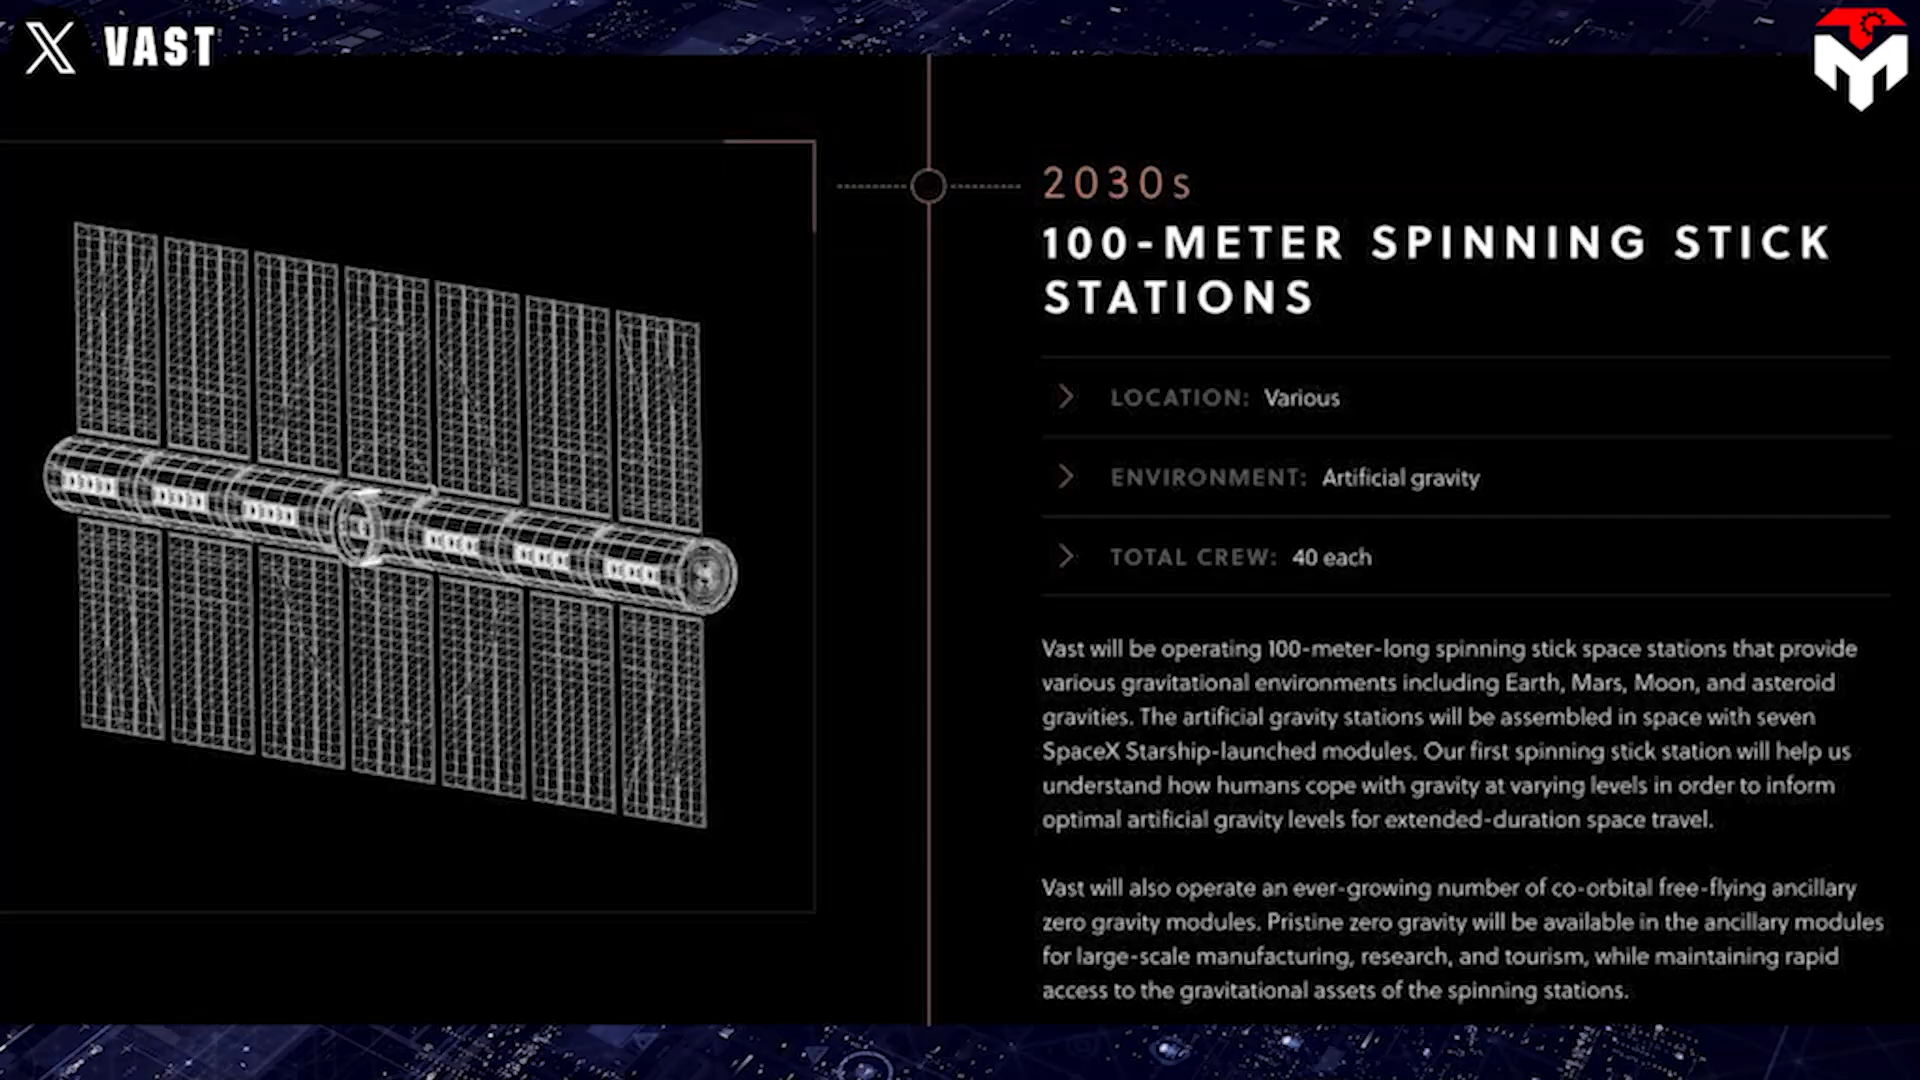 X VAST
2030s
100-METER SPINNING STICK
STATIONS
LOCATION: Various
ENVIRONMENT: Artificial gravity
TOTAL CREW: 40 each
Vast will be operating 100-meter-long spinning stick space stations that provide
various gravitational environments including Earth, Mars, Moon, and asteroid
gravities. The artificial gravity stations will be assembled in space with seven
SpaceX Starship-launched modules. Our first spinning stick station will help us
understand how humans cope with gravity at varying levels in order to inform
optimal artificial gravity levels for extended-duration space travel.
Vast will also operate an ever-growing number of co-orbital free-flying ancillary
zero gravity modules. Pristine zero gravity will be available in the ancillary modules
for large-scale manufacturing, research, and tourism, while maintaining rapid
access to the gravitational assets of the spinning stations.